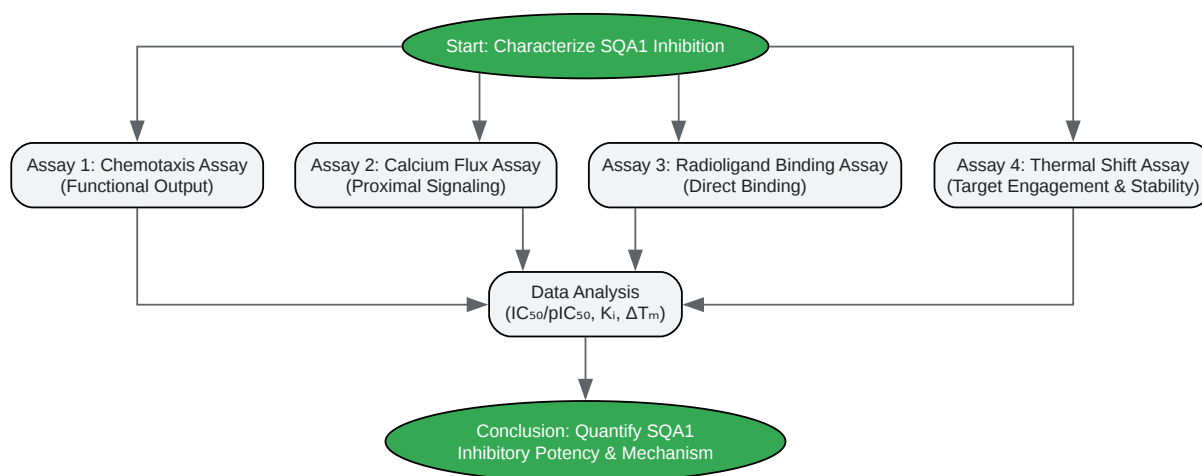 Start: Characterize SQA1 Inhibition
Assay 1: Chemotaxis Assay
(Functional Output)
Assay 2: Calcium Flux Assay
(Proximal Signaling)
Assay 3: Radioligand Binding Assay
(Direct Binding)
Assay 4: Thermal Shift Assay
(Target Engagement & Stability)
Data Analysis
(IC₅₀/pIC₅₀, Kᵢ, ΔTₘ)
Conclusion: Quantify SQA1
Inhibitory Potency & Mechanism